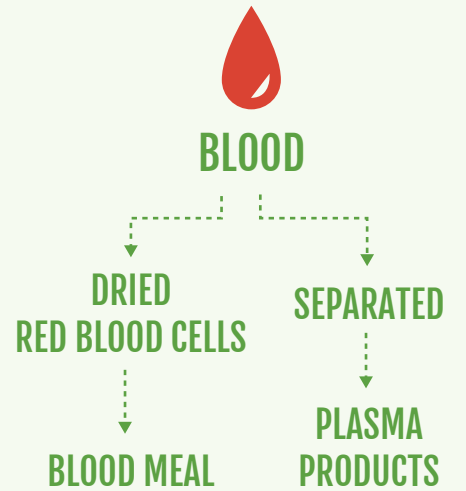 BLOOD
DRIED
RED BLOOD CELLS
SEPARATED
BLOOD MEAL
PLASMA
PRODUCTS